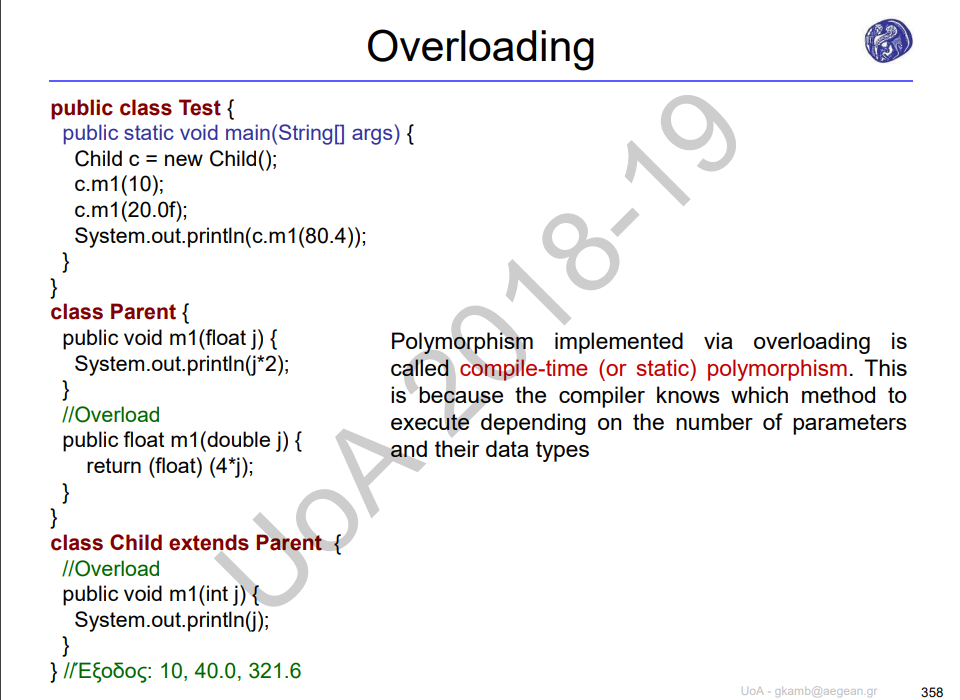 Overloading
public class Test {
public static void main(String[] args) {
Child c = new Child();
c.m1(10);
c.m1(20.0f);
System.out.println(c.m1(80.4));
}
}
class Parent {
public void m1(float j) {
System.out.println(j*2);
}
//Overload
public float m1(double j) {
return (float) (4*j);
}
}
class Child extends Parent {
//Overload
public void m1(int j) {
System.out.println(j);
}
} //Έξοδος: 10, 40.0, 321.6
Polymorphism implemented via overloading is
called compile-time (or static) polymorphism. This
is because the compiler knows which method to
execute depending on the number of parameters
and their data types
UoA 2018-19
UoA - gkamb@aegean.gr
358